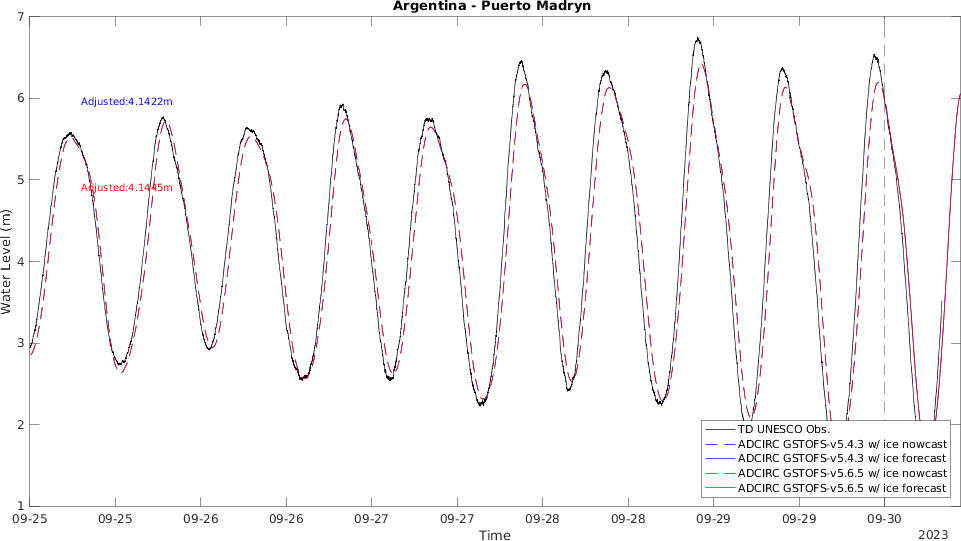 Argentina - Puerto Madryn
7
6
5
4
3
2
1
Water Level (m)
Adjusted:4.1422m
Adjusted:4.1445m
TD UNESCO Obs.
ADCIRC GSTOFS-v5.4.3 w/ ice nowcast
ADCIRC GSTOFS-v5.4.3 w/ ice forecast
ADCIRC GSTOFS-v5.6.5 w/ ice nowcast
ADCIRC GSTOFS-v5.6.5 w/ ice forecast
09-25 09-25 09-26 09-26 09-27 09-27 09-28 09-28 09-29 09-29 09-30
Time
2023